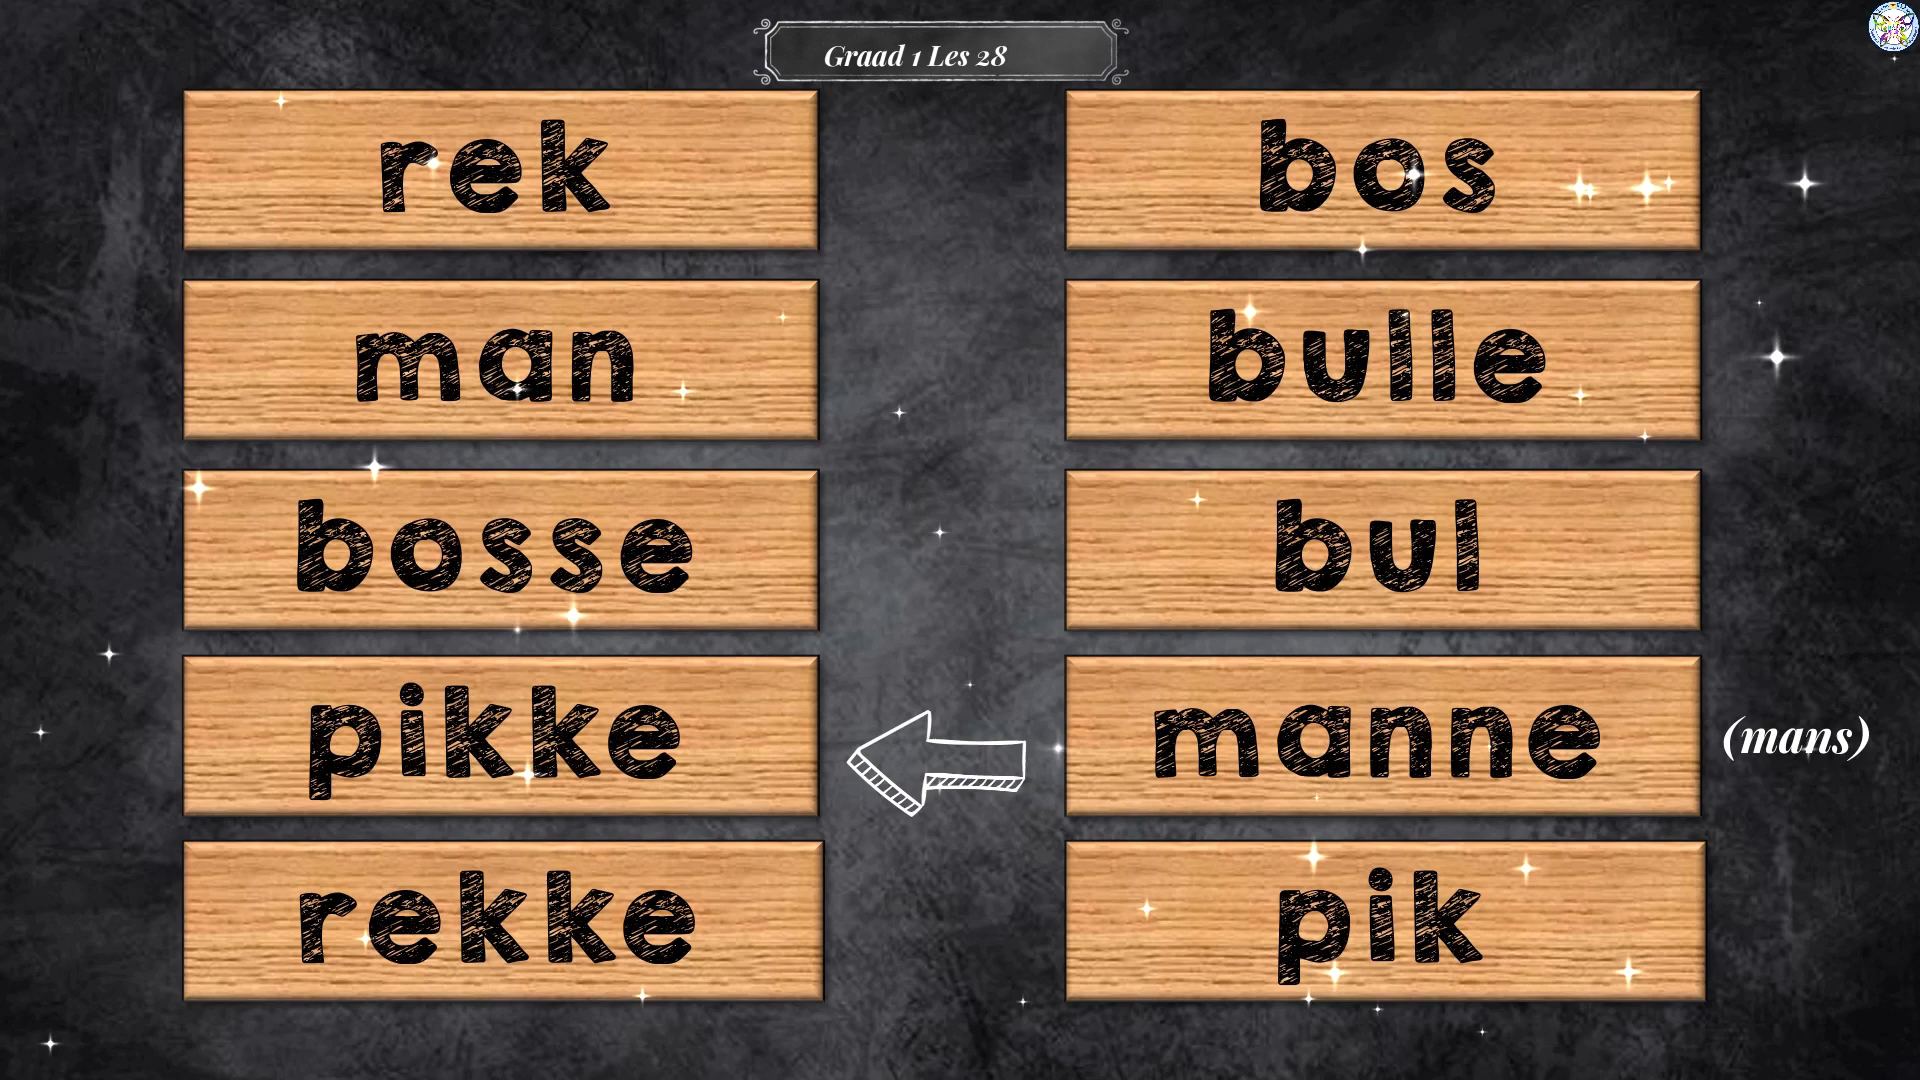 Graad 1 Les 28
rek
man
bosse
pikke
rekke
bos
bulle
bul
manne
(mans)
pik